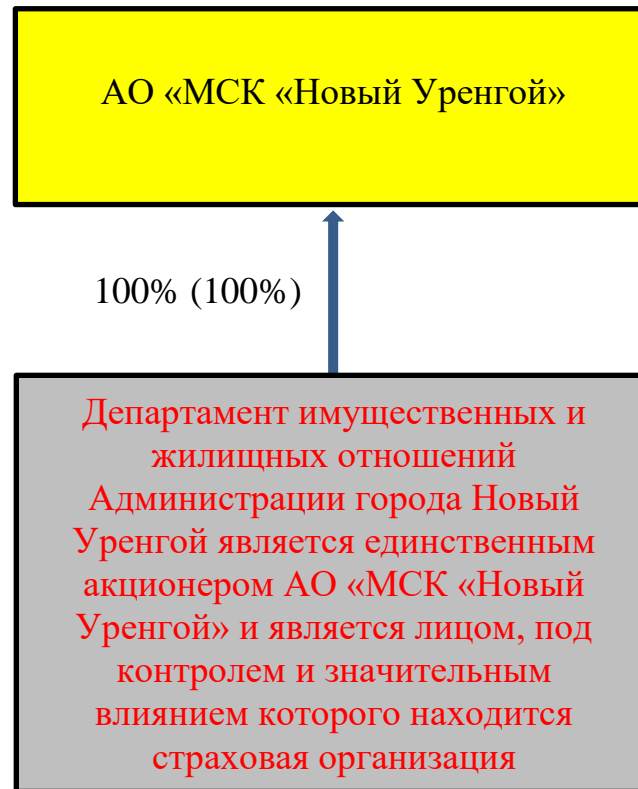 АО «МСК «Новый Уренгой»
100% (100%)
Департамент имущественных и
жилищных отношений
Администрации города Новый
Уренгой является единственным
акционером АО «МСК «Новый
Уренгой» и является лицом, под
контролем и значительным
влиянием которого находится
страховая организация